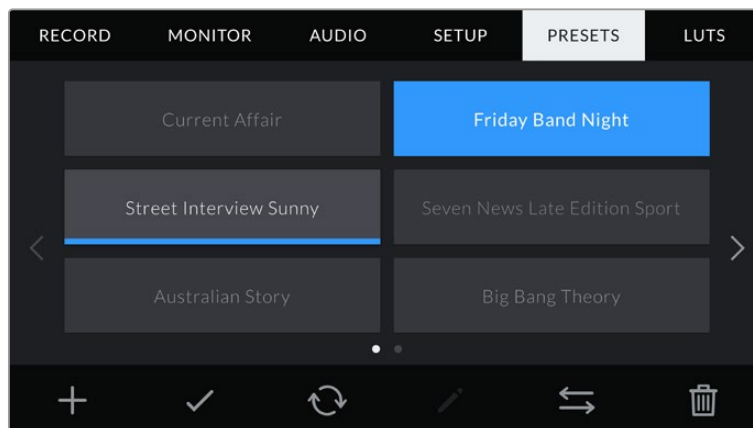 RECORD MONITOR AUDIO SETUP PRESETS LUTS
Current Affair Friday Band Night
Street Interview Sunny Seven News Late Edition Sport
Australian Story Big Bang Theory